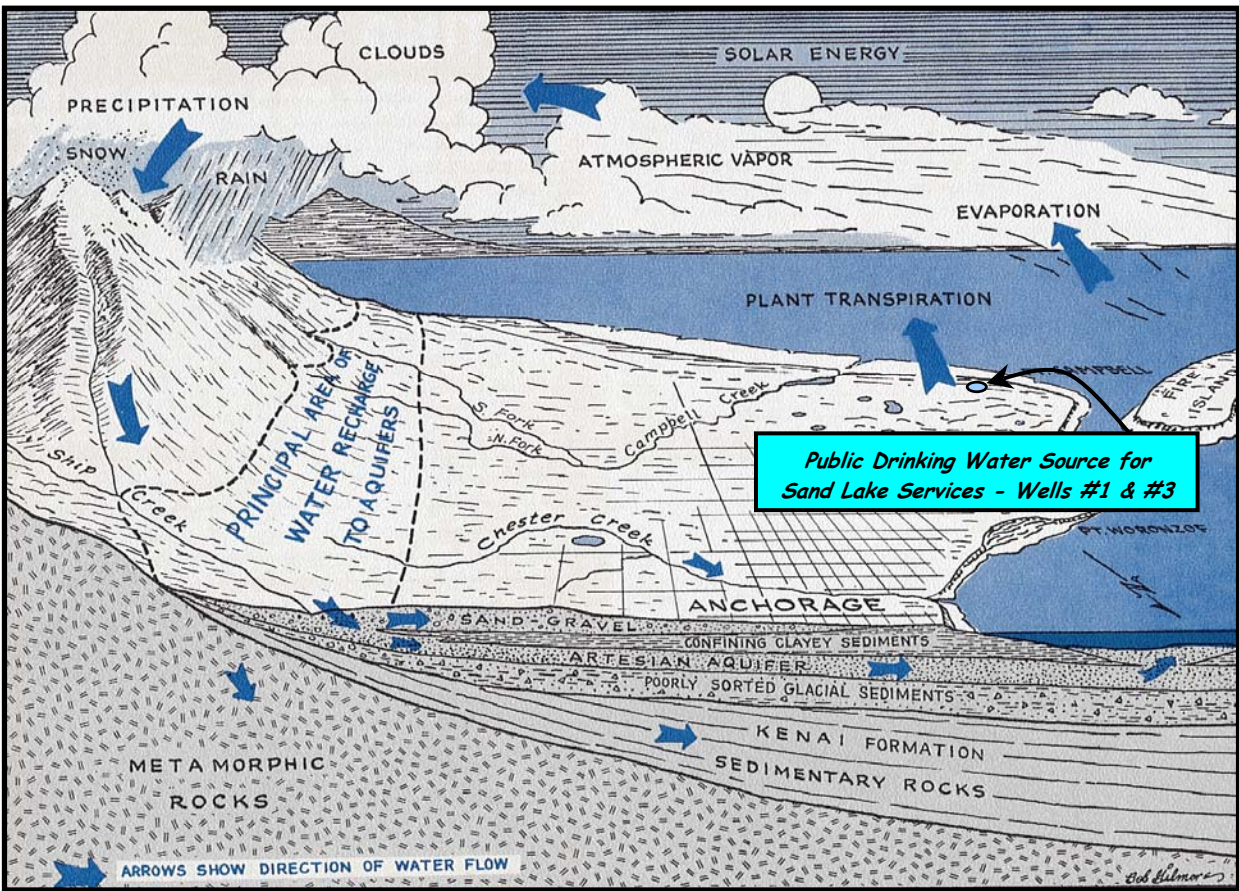 CLOUDS
SOLAR ENERGY
PRECIPITATION
SNOW
RAIN
ATMOSPHERIC VAPOR
EVAPORATION
PLANT TRANSPIRATION
CAMPBELL
FIRE
ISLAND
PRINCIPAL AREA OF
WATER RECHARGE
TO AQUIFERS
S. Fork
N. Fork
Campbell Creek
Public Drinking Water Source for
Sand Lake Services - Wells #1 & #3
Ship
Creek
Chester Creek
PT. WORONZOF
ANCHORAGE
SAND-GRAVEL
CONFINING CLAYEY SEDIMENTS
ARTESIAN AQUIFER
POORLY SORTED GLACIAL SEDIMENTS
KENAI FORMATION
SEDIMENTARY ROCKS
METAMORPHIC
ROCKS
ARROWS SHOW DIRECTION OF WATER FLOW
Bob Gilmore